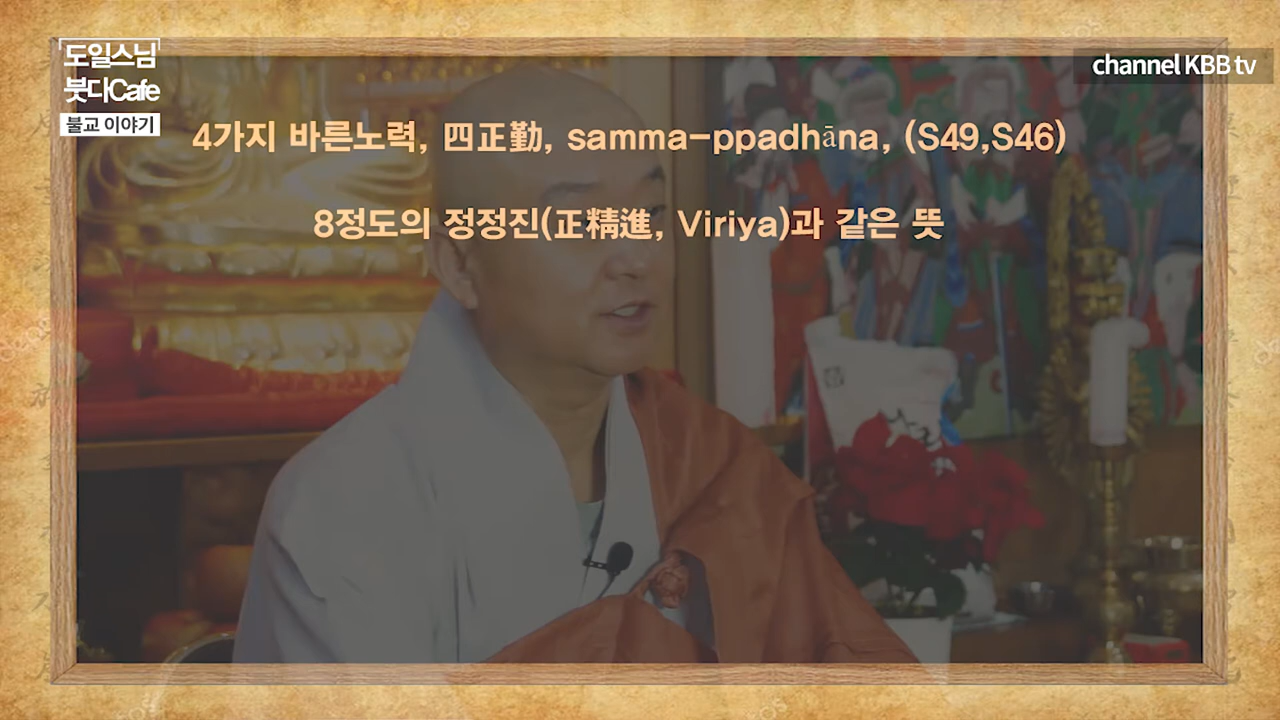 도일스님
붓다Cafe
불교 이야기
channel KBB tv
4가지 바른노력, 四正勤, samma-ppadhāna, (S49,S46)
8정도의 정정진(正精進, Viriya)과 같은 뜻